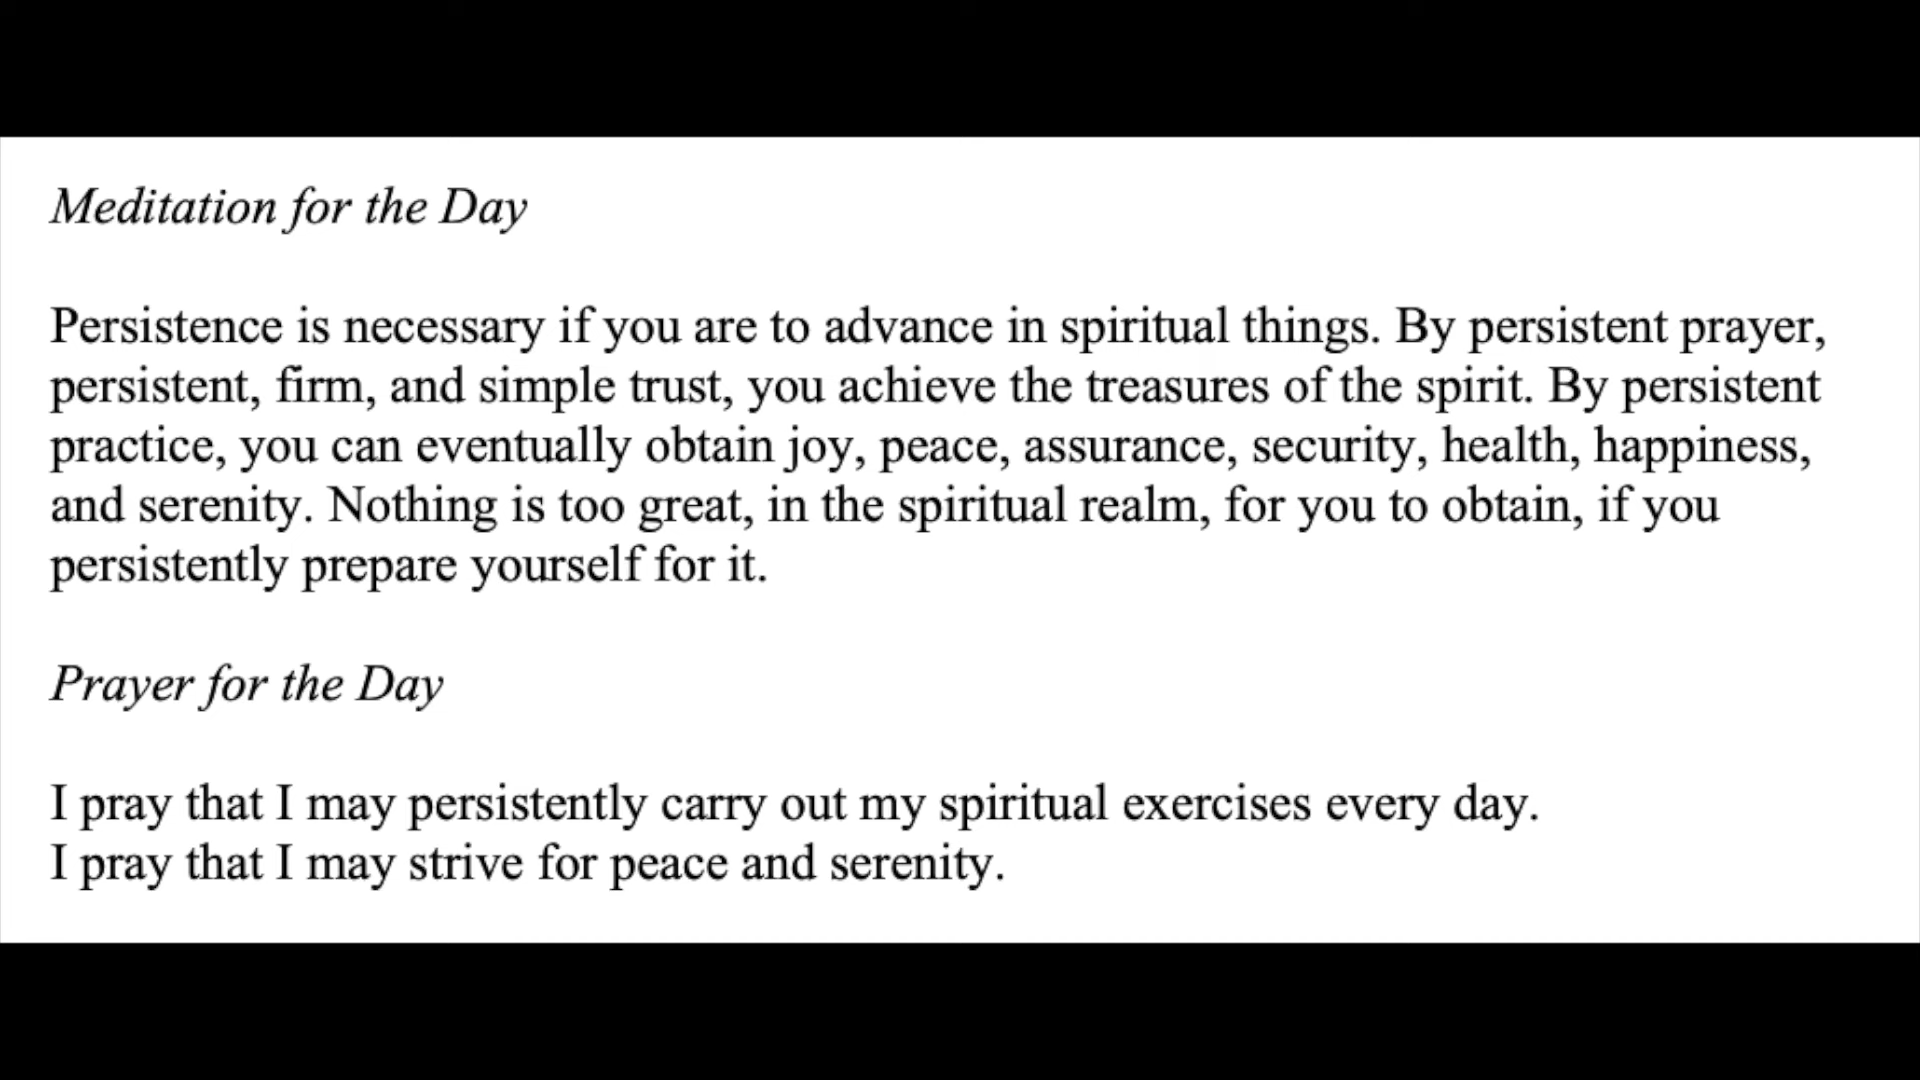 Meditation for the Day
Persistence is necessary if you are to advance in spiritual things. By persistent prayer,
persistent, firm, and simple trust, you achieve the treasures of the spirit. By persistent
practice, you can eventually obtain joy, peace, assurance, security, health, happiness,
and serenity. Nothing is too great, in the spiritual realm, for you to obtain, if you
persistently prepare yourself for it.
Prayer for the Day
I pray that I may persistently carry out my spiritual exercises every day.
I pray that I may strive for peace and serenity.